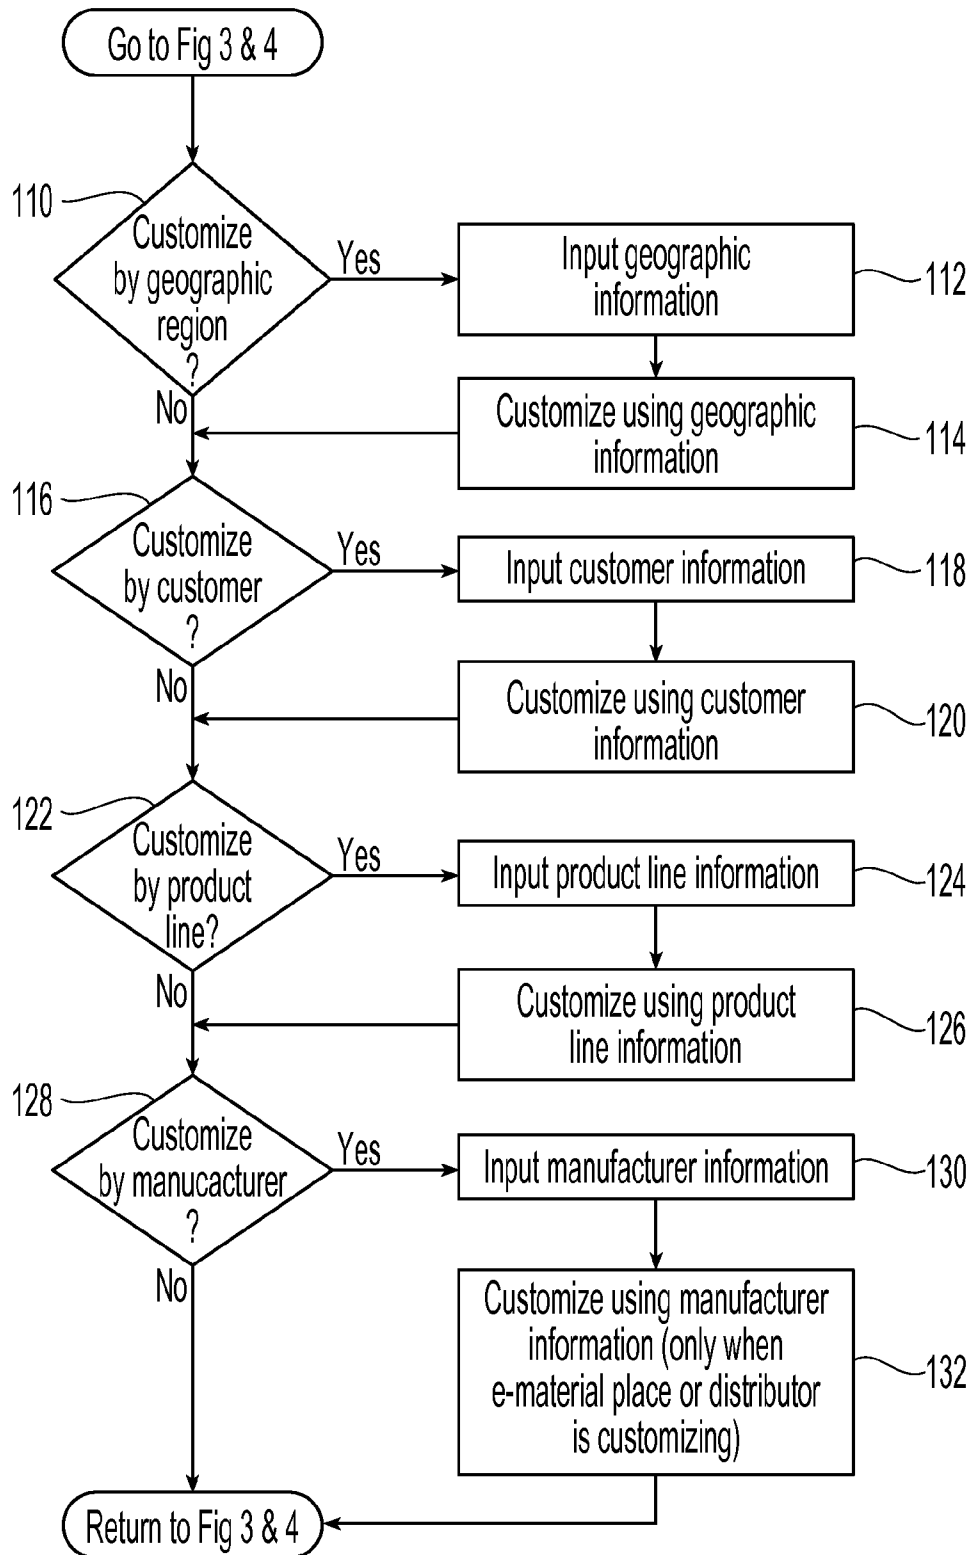 Go to Fig 3 & 4
110
Customize
by geographic
region
?
Yes
No
Input geographic
information
112
Customize using geographic
information
114
116
Customize
by customer
?
Yes
No
Input customer information
118
Customize using customer
information
120
122
Customize
by product
line?
Yes
No
Input product line information
124
Customize using product
line information
126
128
Customize
by manucacturer
?
Yes
No
Input manufacturer information
130
Customize using manufacturer
information (only when
e-material place or distributor
is customizing)
132
Return to Fig 3 & 4